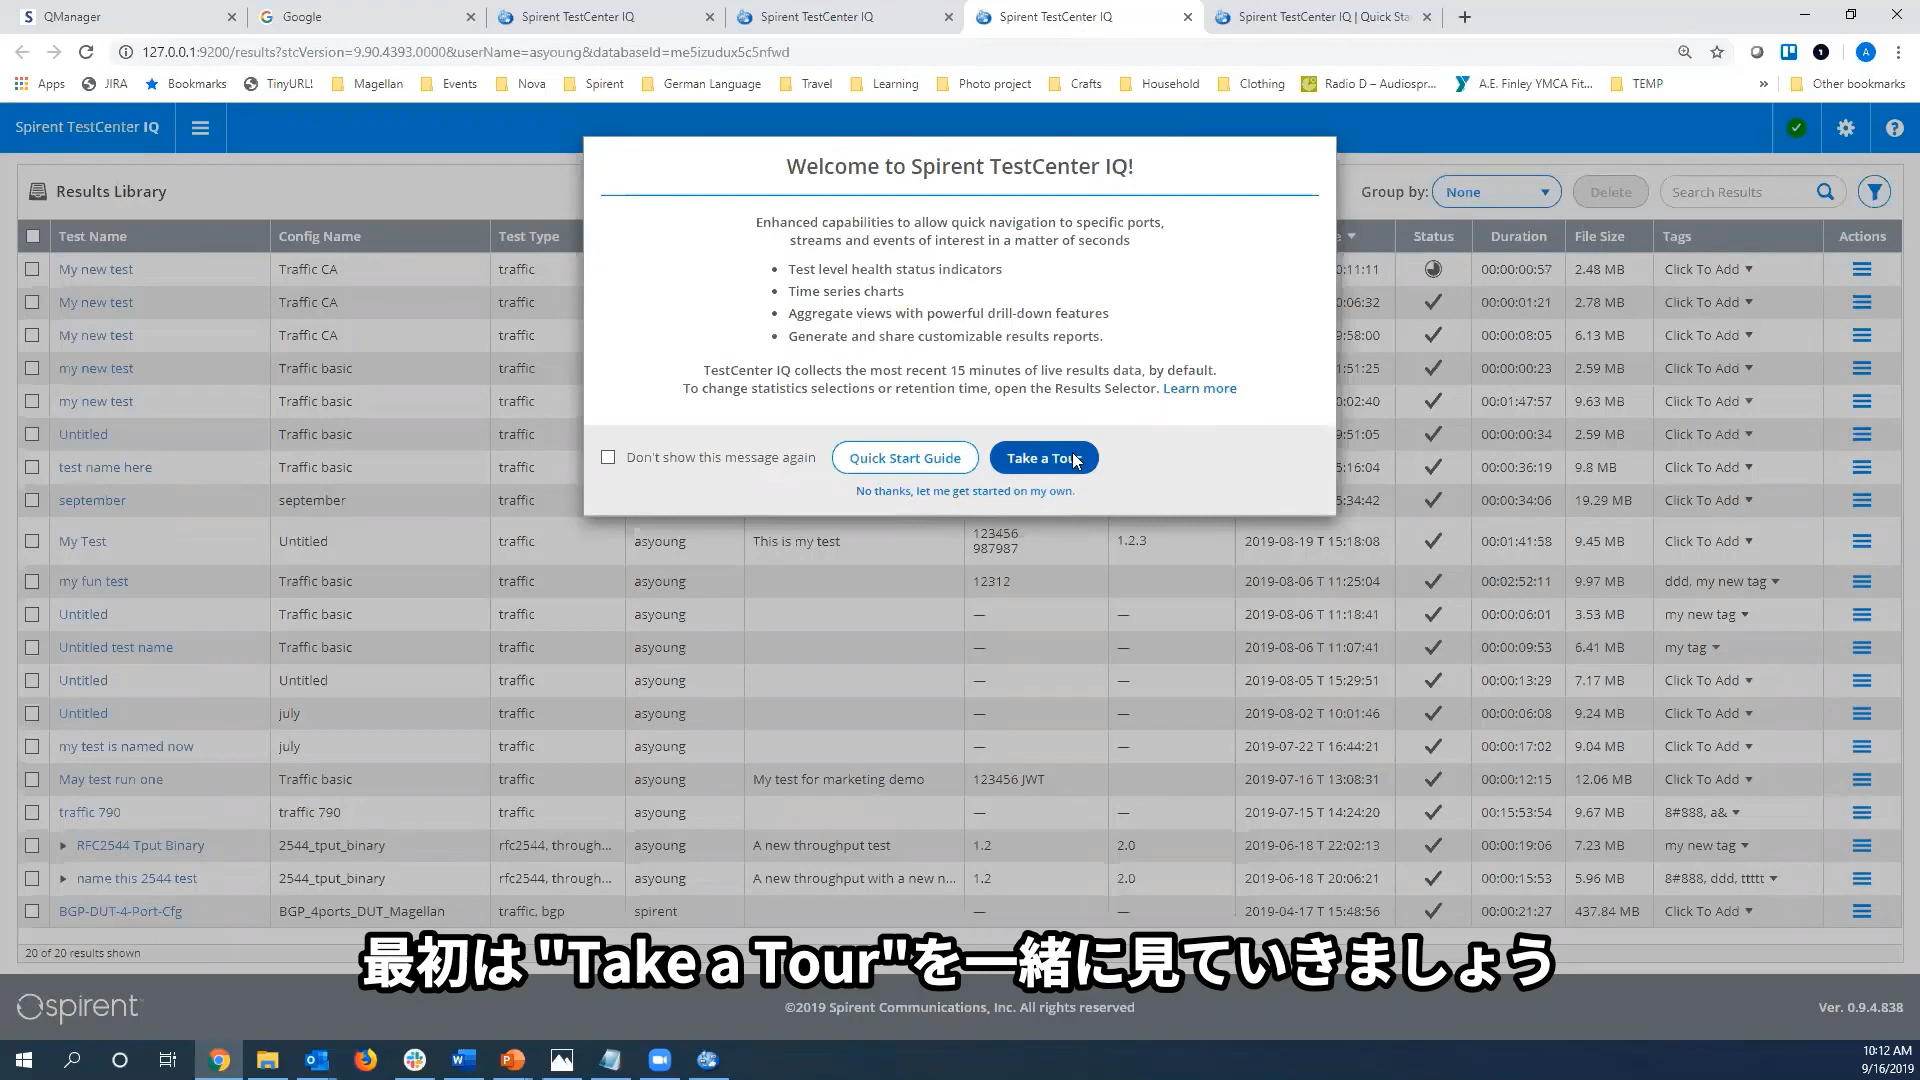 QManager
Google
Spirent TestCenter IQ
Spirent TestCenter IQ
Spirent TestCenter IQ
Spirent TestCenter IQ | Quick Sta
127.0.0.1:9200/results?stcVersion=9.90.4393.0000&userName=asyoung&databaseId=me5izudux5c5nfwd
Apps JIRA Bookmarks TinyURL! Magellan Events Nova Spirent German Language Travel Learning Photo project Crafts Household Clothing Radio D – Audiospr... A.E. Finley YMCA Fit... TEMP » Other bookmarks
Spirent TestCenter IQ
Results Library
Group by: None Delete Search Results
Welcome to Spirent TestCenter IQ!
Enhanced capabilities to allow quick navigation to specific ports,
streams and events of interest in a matter of seconds
• Test level health status indicators
• Time series charts
• Aggregate views with powerful drill-down features
• Generate and share customizable results reports.
TestCenter IQ collects the most recent 15 minutes of live results data, by default.
To change statistics selections or retention time, open the Results Selector. Learn more
Don't show this message again Quick Start Guide Take a Tour
No thanks, let me get started on my own.
Test Name Config Name Test Type Status Duration File Size Tags Actions
My new test Traffic CA traffic 0:11:11 00:00:00:57 2.48 MB Click To Add
My new test Traffic CA traffic 0:06:32 00:00:01:21 2.78 MB Click To Add
My new test Traffic CA traffic 9:58:00 00:00:08:05 6.13 MB Click To Add
my new test Traffic CA traffic 1:51:25 00:00:00:23 2.59 MB Click To Add
my new test Traffic basic traffic 0:02:40 00:01:47:57 9.63 MB Click To Add
Untitled Traffic basic traffic 9:51:05 00:00:00:34 2.59 MB Click To Add
test name here Traffic basic traffic 5:16:04 00:00:36:19 9.8 MB Click To Add
september september traffic 5:34:42 00:00:34:06 19.29 MB Click To Add
My Test Untitled traffic asyoung This is my test 123456 987987 1.2.3 2019-08-19 T 15:18:08 00:01:41:58 9.45 MB Click To Add
my fun test Traffic basic traffic asyoung 12312 2019-08-06 T 11:25:04 00:02:52:11 9.97 MB ddd, my new tag
Untitled Traffic basic traffic asyoung — — 2019-08-06 T 11:18:41 00:00:06:01 3.53 MB my new tag
Untitled test name Traffic basic traffic asyoung — — 2019-08-06 T 11:07:41 00:00:09:53 6.41 MB my tag
Untitled Untitled traffic asyoung — — 2019-08-05 T 15:29:51 00:00:13:29 7.17 MB Click To Add
Untitled july traffic asyoung — — 2019-08-02 T 10:01:46 00:00:06:08 9.24 MB Click To Add
my test is named now july traffic asyoung — — 2019-07-22 T 16:44:21 00:00:17:02 9.04 MB Click To Add
May test run one Traffic basic traffic asyoung My test for marketing demo 123456 JWT 2019-07-16 T 13:08:31 00:00:12:15 12.06 MB Click To Add
traffic 790 traffic 790 traffic asyoung — — 2019-07-15 T 14:24:20 00:15:53:54 9.67 MB 8#888, a&
RFC2544 Tput Binary 2544_tput_binary rfc2544, through... asyoung A new throughput test 1.2 2.0 2019-06-18 T 22:02:13 00:00:19:06 7.23 MB my new tag
name this 2544 test 2544_tput_binary rfc2544, through... asyoung A new throughput with a new n... 1.2 2.0 2019-06-18 T 20:06:21 00:00:15:53 5.96 MB 8#888, ddd, ttttt
BGP-DUT-4-Port-Cfg BGP_4ports_DUT_Magellan traffic, bgp spirent — — 2019-04-17 T 15:48:56 00:00:21:27 437.84 MB Click To Add
20 of 20 results shown
最初は "Take a Tour"を一緒に見ていきましょう
spirent
©2019 Spirent Communications, Inc. All rights reserved
Ver. 0.9.4.838
10:12 AM
9/16/2019